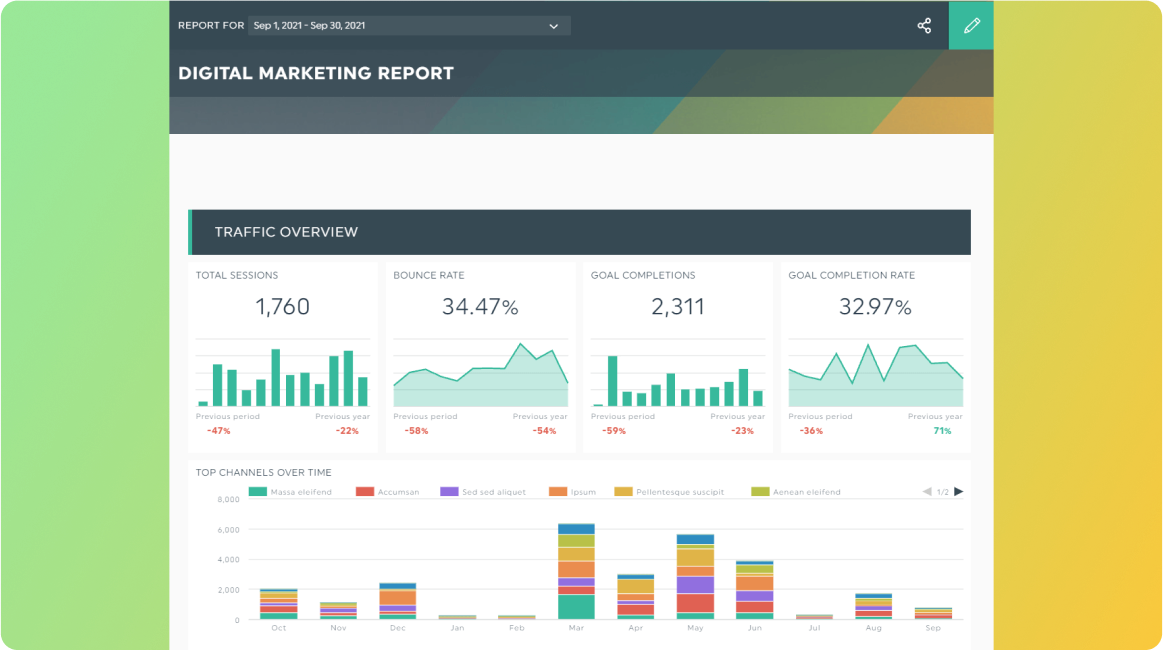 REPORT FOR Sep 1, 2021 - Sep 30, 2021
DIGITAL MARKETING REPORT
TRAFFIC OVERVIEW
TOTAL SESSIONS
1,760
Previous period Previous year
-47% -22%
BOUNCE RATE
34.47%
Previous period Previous year
-58% -54%
GOAL COMPLETIONS
2,311
Previous period Previous year
-59% -23%
GOAL COMPLETION RATE
32.97%
Previous period Previous year
-36% 71%
TOP CHANNELS OVER TIME
Massa eleifend Accumsan Sed sed aliquet Ipsum Pellentesque suscipit Aenean eleifend 1/2
8,000
6,000
4,000
2,000
0
Oct Nov Dec Jan Feb Mar Apr May Jun Jul Aug Sep